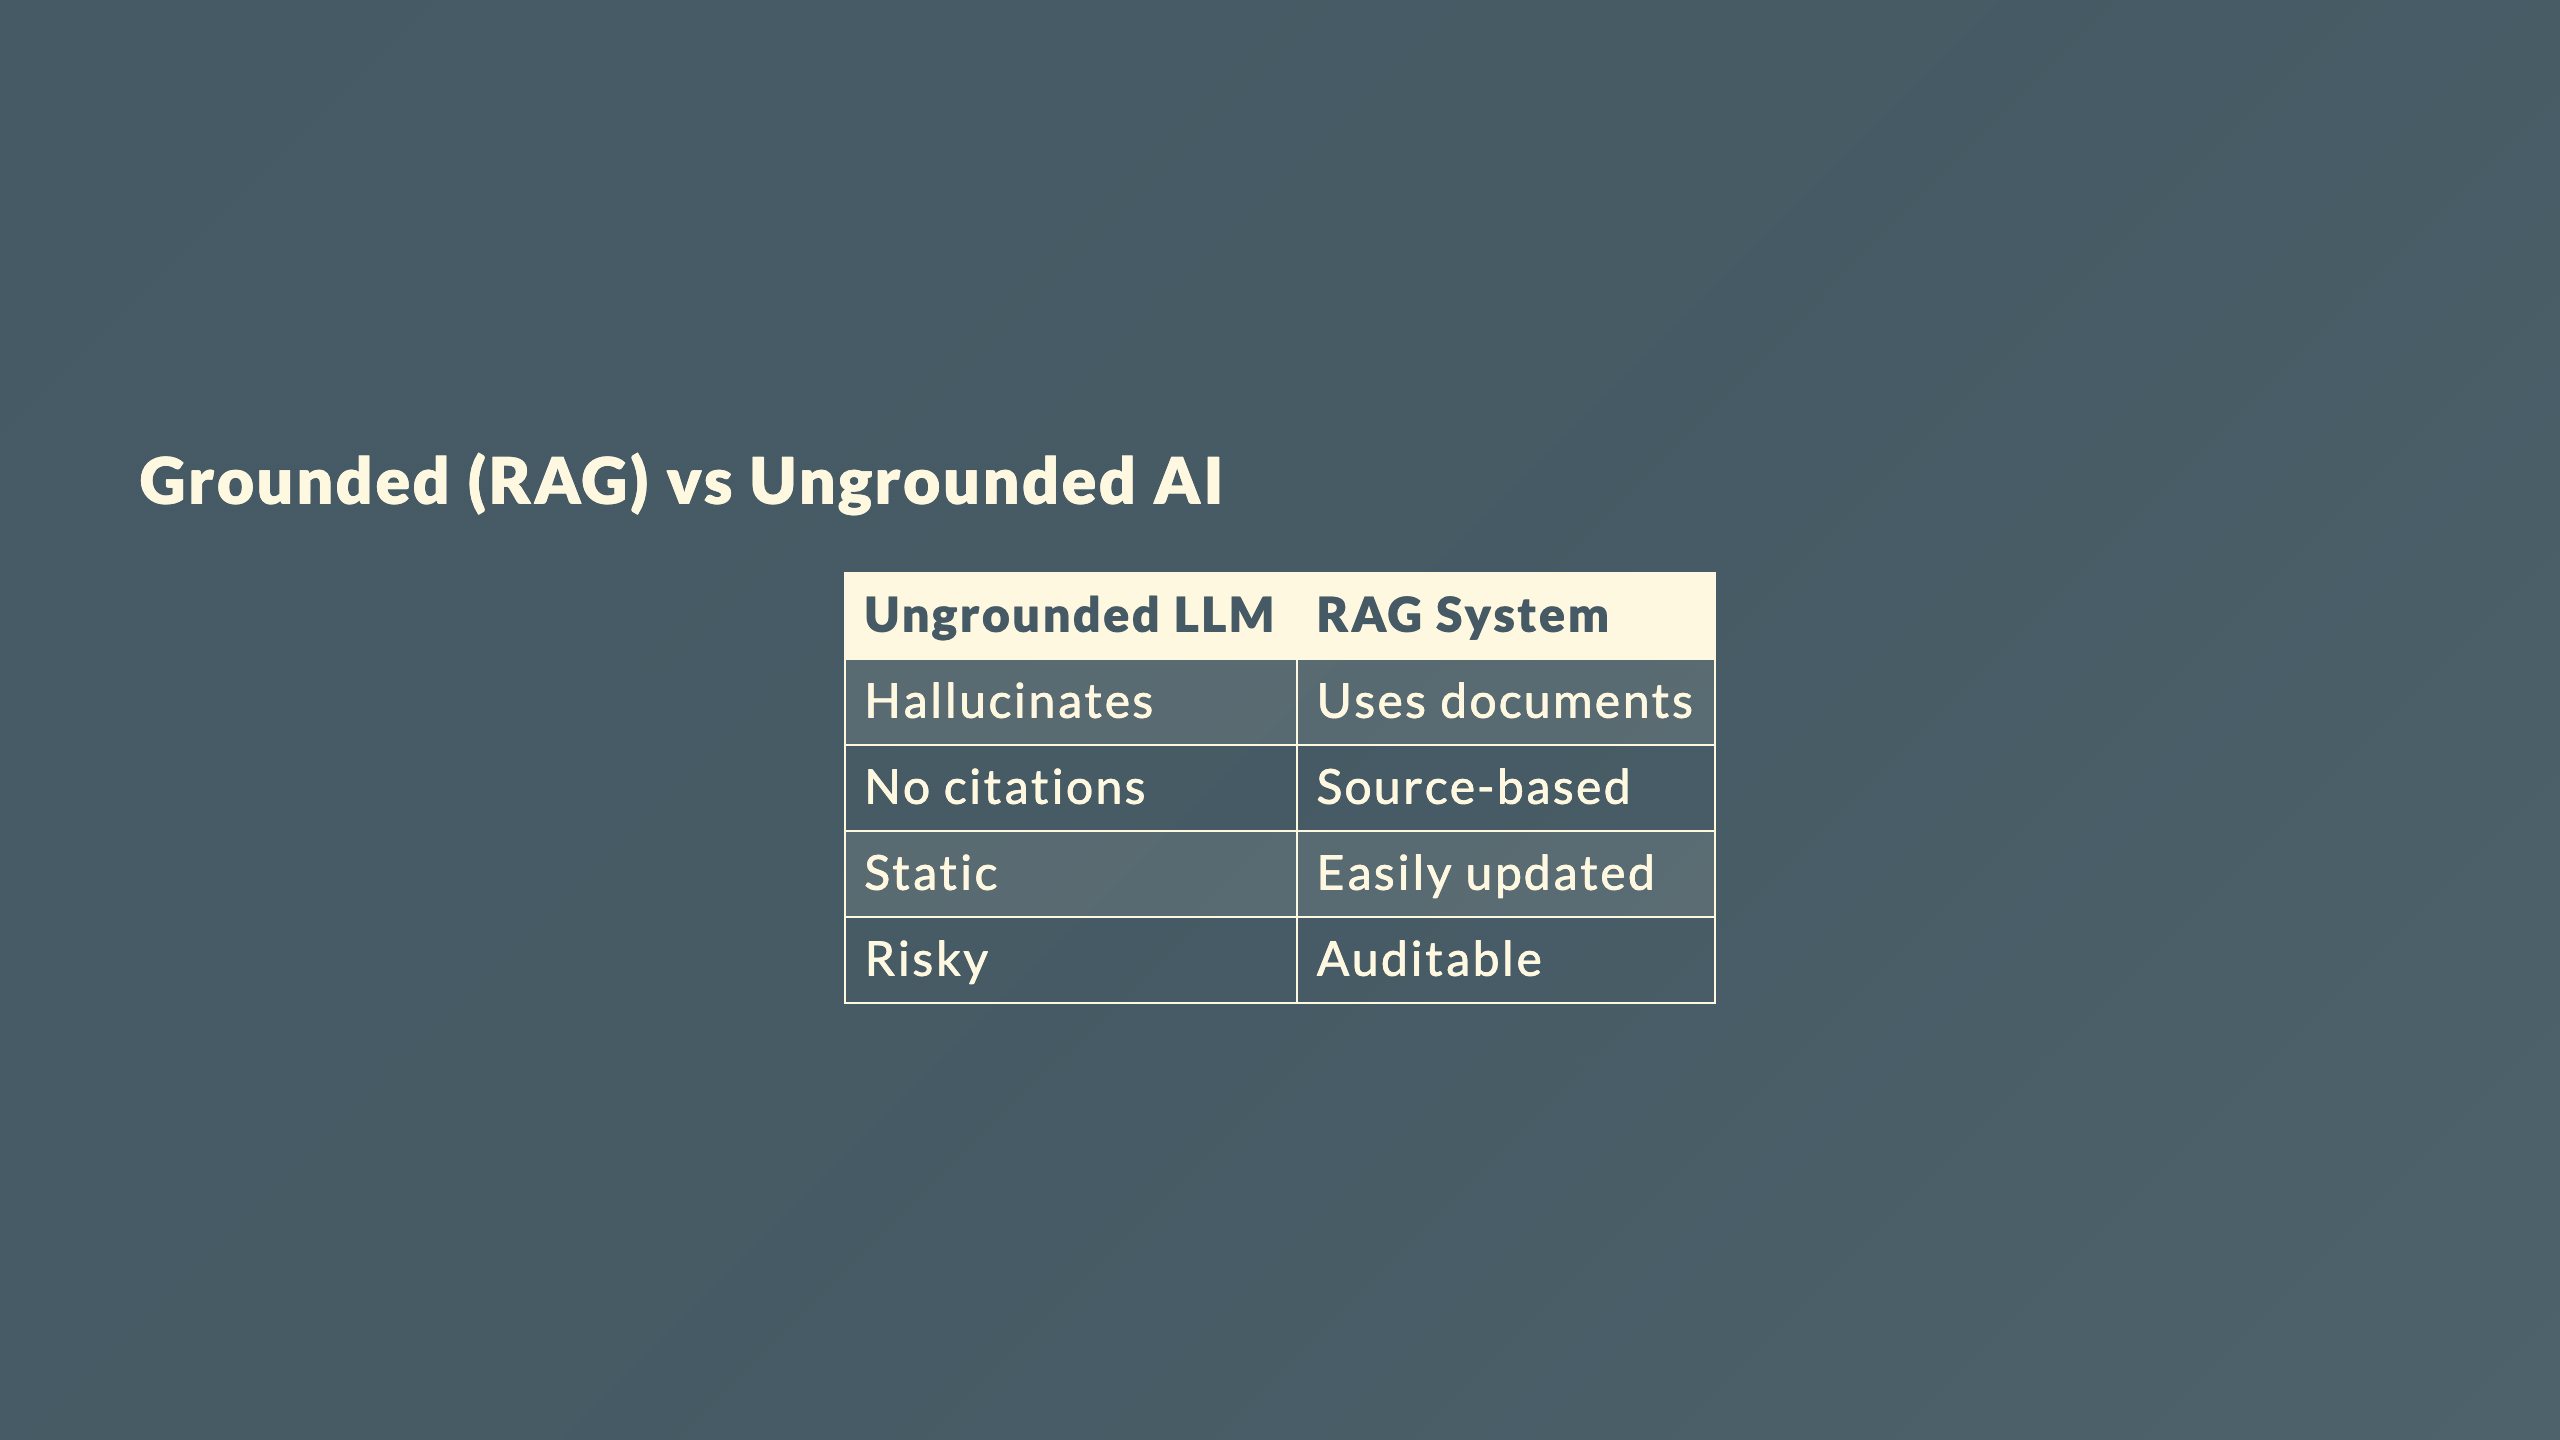 Grounded (RAG) vs Ungrounded AI
Ungrounded LLM RAG System
Hallucinates Uses documents
No citations Source-based
Static Easily updated
Risky Auditable